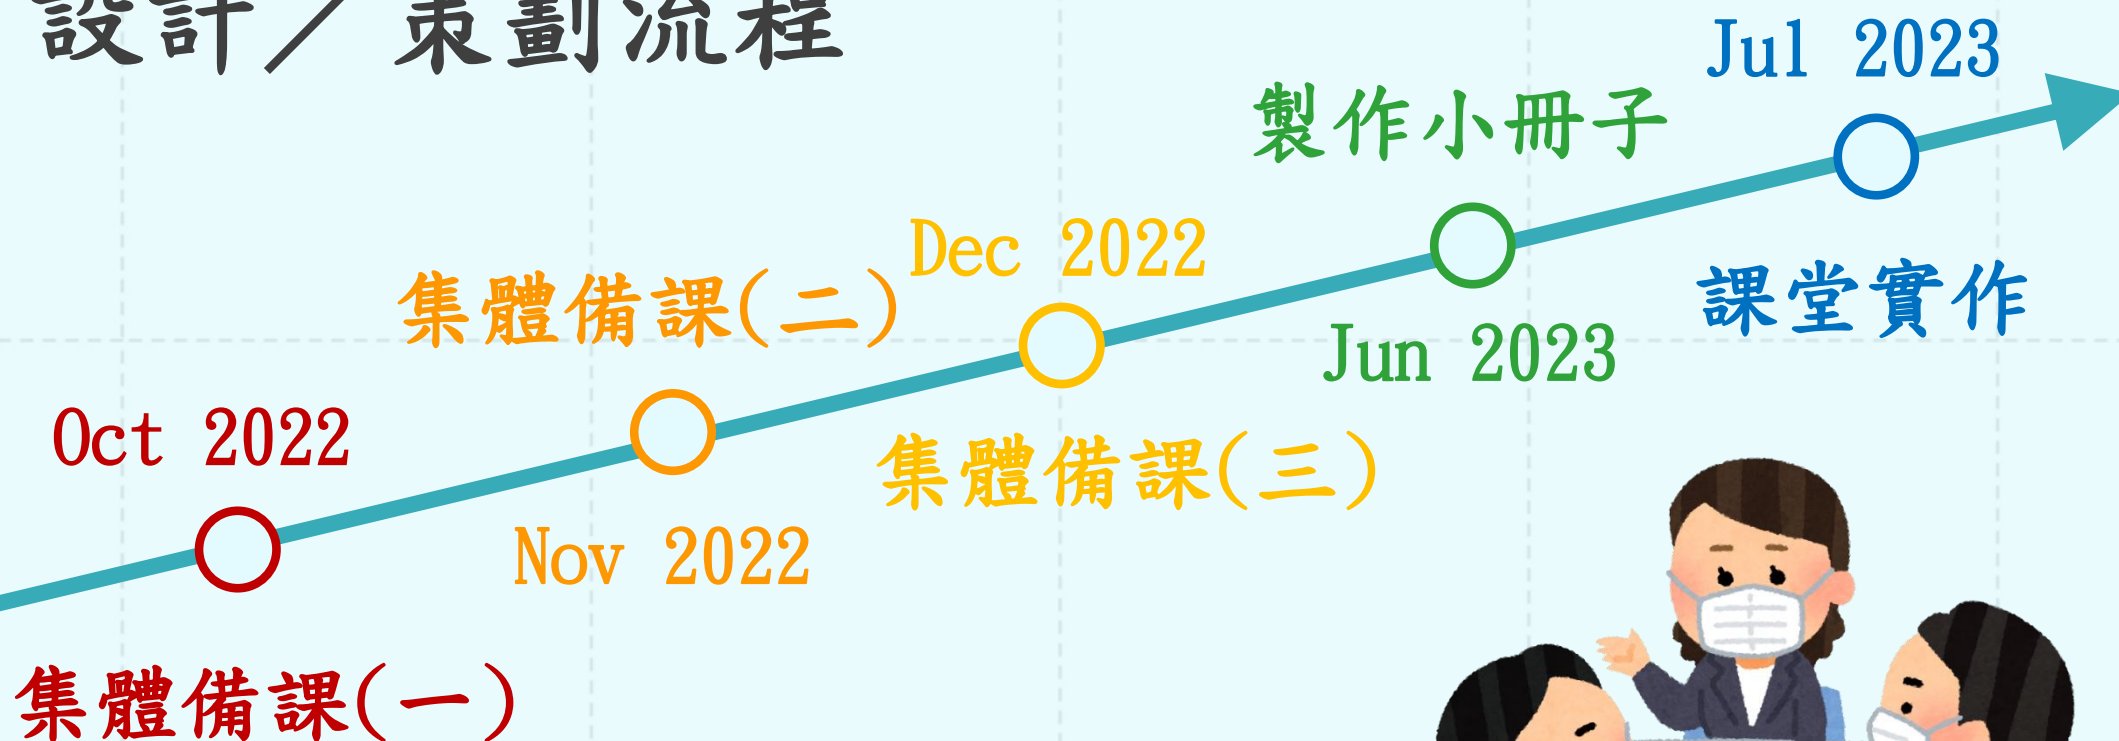 設計／策劃流程
Oct 2022
集體備課(一)
集體備課(二)
Nov 2022
Dec 2022
集體備課(三)
製作小冊子
Jun 2023
Jul 2023
課堂實作